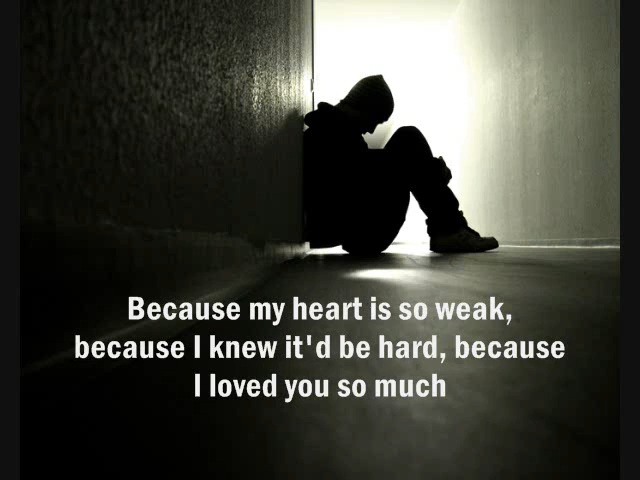 Because my heart is so weak,
because I knew it'd be hard, because
I loved you so much